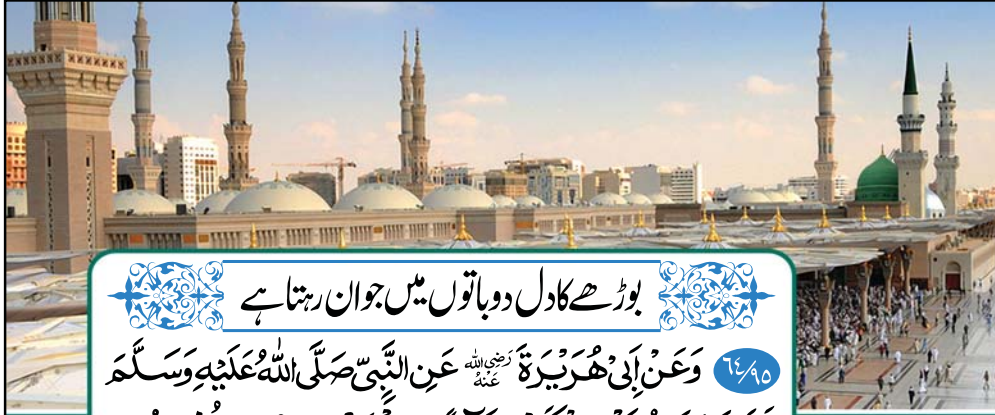 بوڑھے کا دل دو باتوں میں جوان رہتا ہے
٦٤/٩٥ وَعَنْ اَبِیْ هُرَیْرَةَ رَضِیَ اللّٰهُ عَنْهُ عَنِ النَّبِیِّ صَلَّی اللّٰهُ عَلَیْهِ وَسَلَّمَ